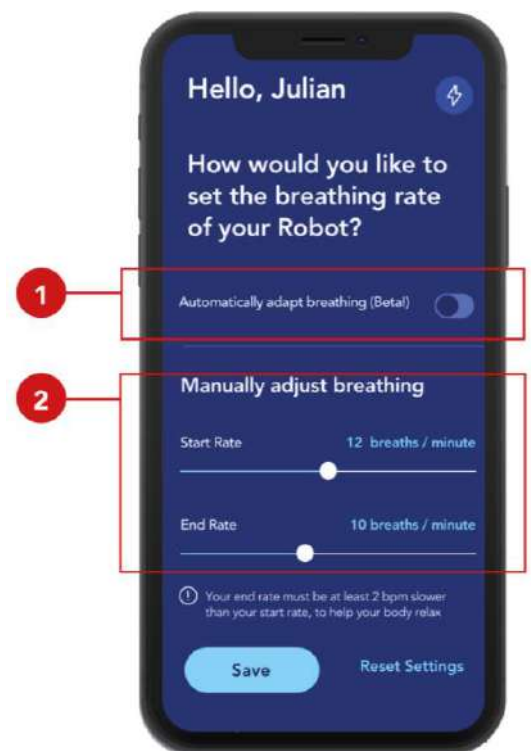 Hello, Julian
How would you like to
set the breathing rate
of your Robot?
1
Automatically adapt breathing (Beta!)
2
Manually adjust breathing
Start Rate 12 breaths / minute
End Rate 10 breaths / minute
Your end rate must be at least 2 bpm slower
than your start rate, to help your body relax
Save Reset Settings